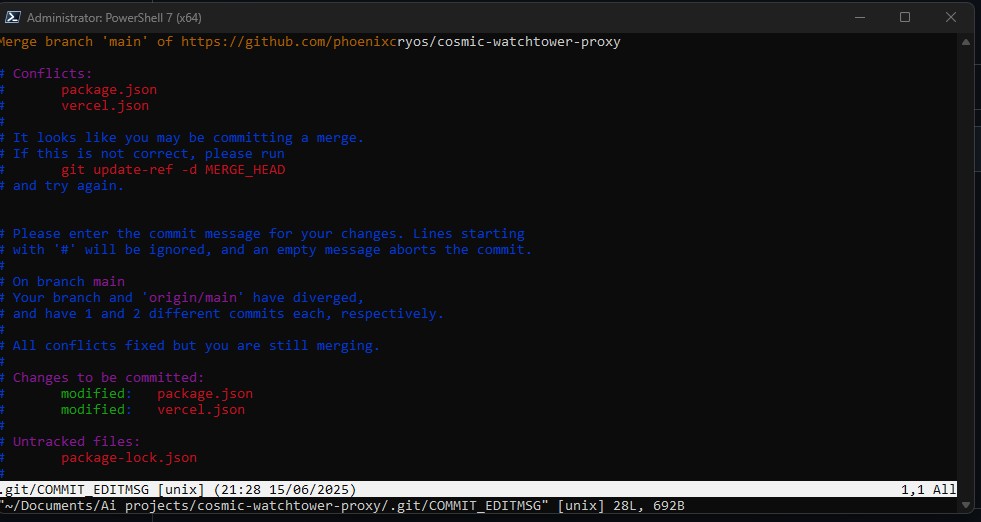 Administrator: PowerShell 7 (x64)
Merge branch 'main' of https://github.com/phoenixcryos/cosmic-watchtower-proxy
# Conflicts:
#       package.json
#       vercel.json
#
# It looks like you may be committing a merge.
# If this is not correct, please run
#       git update-ref -d MERGE_HEAD
# and try again.
# Please enter the commit message for your changes. Lines starting
# with '#' will be ignored, and an empty message aborts the commit.
#
# On branch main
# Your branch and 'origin/main' have diverged,
# and have 1 and 2 different commits each, respectively.
#
# All conflicts fixed but you are still merging.
#
# Changes to be committed:
#       modified:   package.json
#       modified:   vercel.json
#
# Untracked files:
#       package-lock.json
#
.git/COMMIT_EDITMSG [unix] (21:28 15/06/2025) 1,1 All
"~/Documents/Ai projects/cosmic-watchtower-proxy/.git/COMMIT_EDITMSG" [unix] 28L, 692B